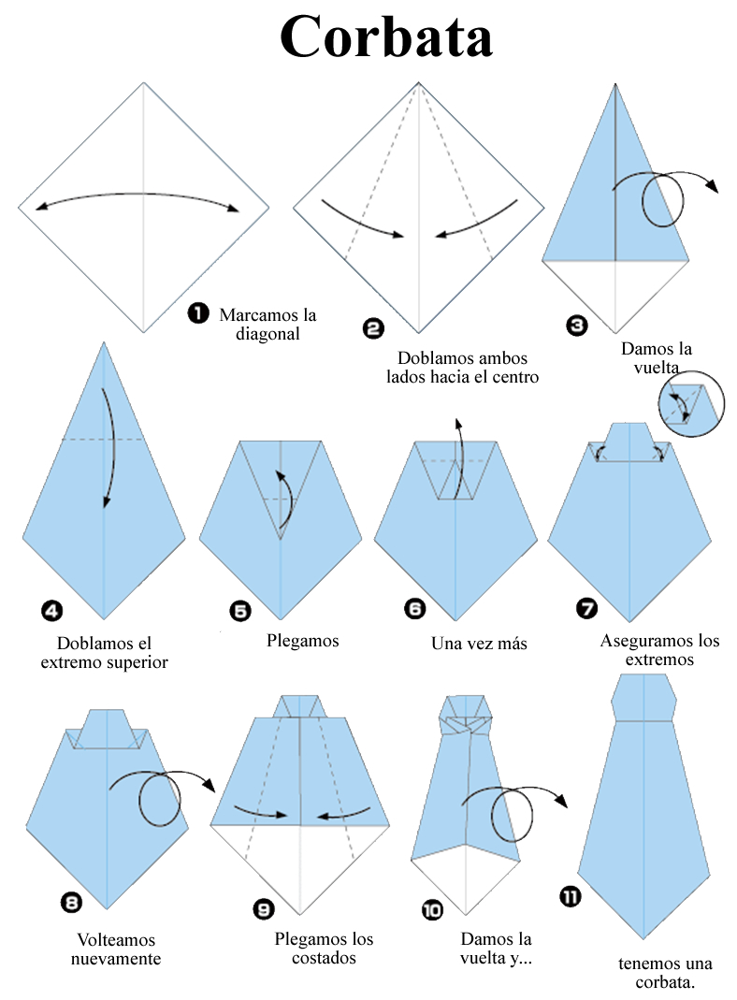 Corbata
1 Marcamos la
diagonal
2
Doblamos ambos
lados hacia el centro
3
Damos la
vuelta
4
Doblamos el
extremo superior
5
Plegamos
6
Una vez más
7
Aseguramos los
extremos
8
Volteamos
nuevamente
9
Plegamos los
costados
10
Damos la
vuelta y...
11
tenemos una
corbata.